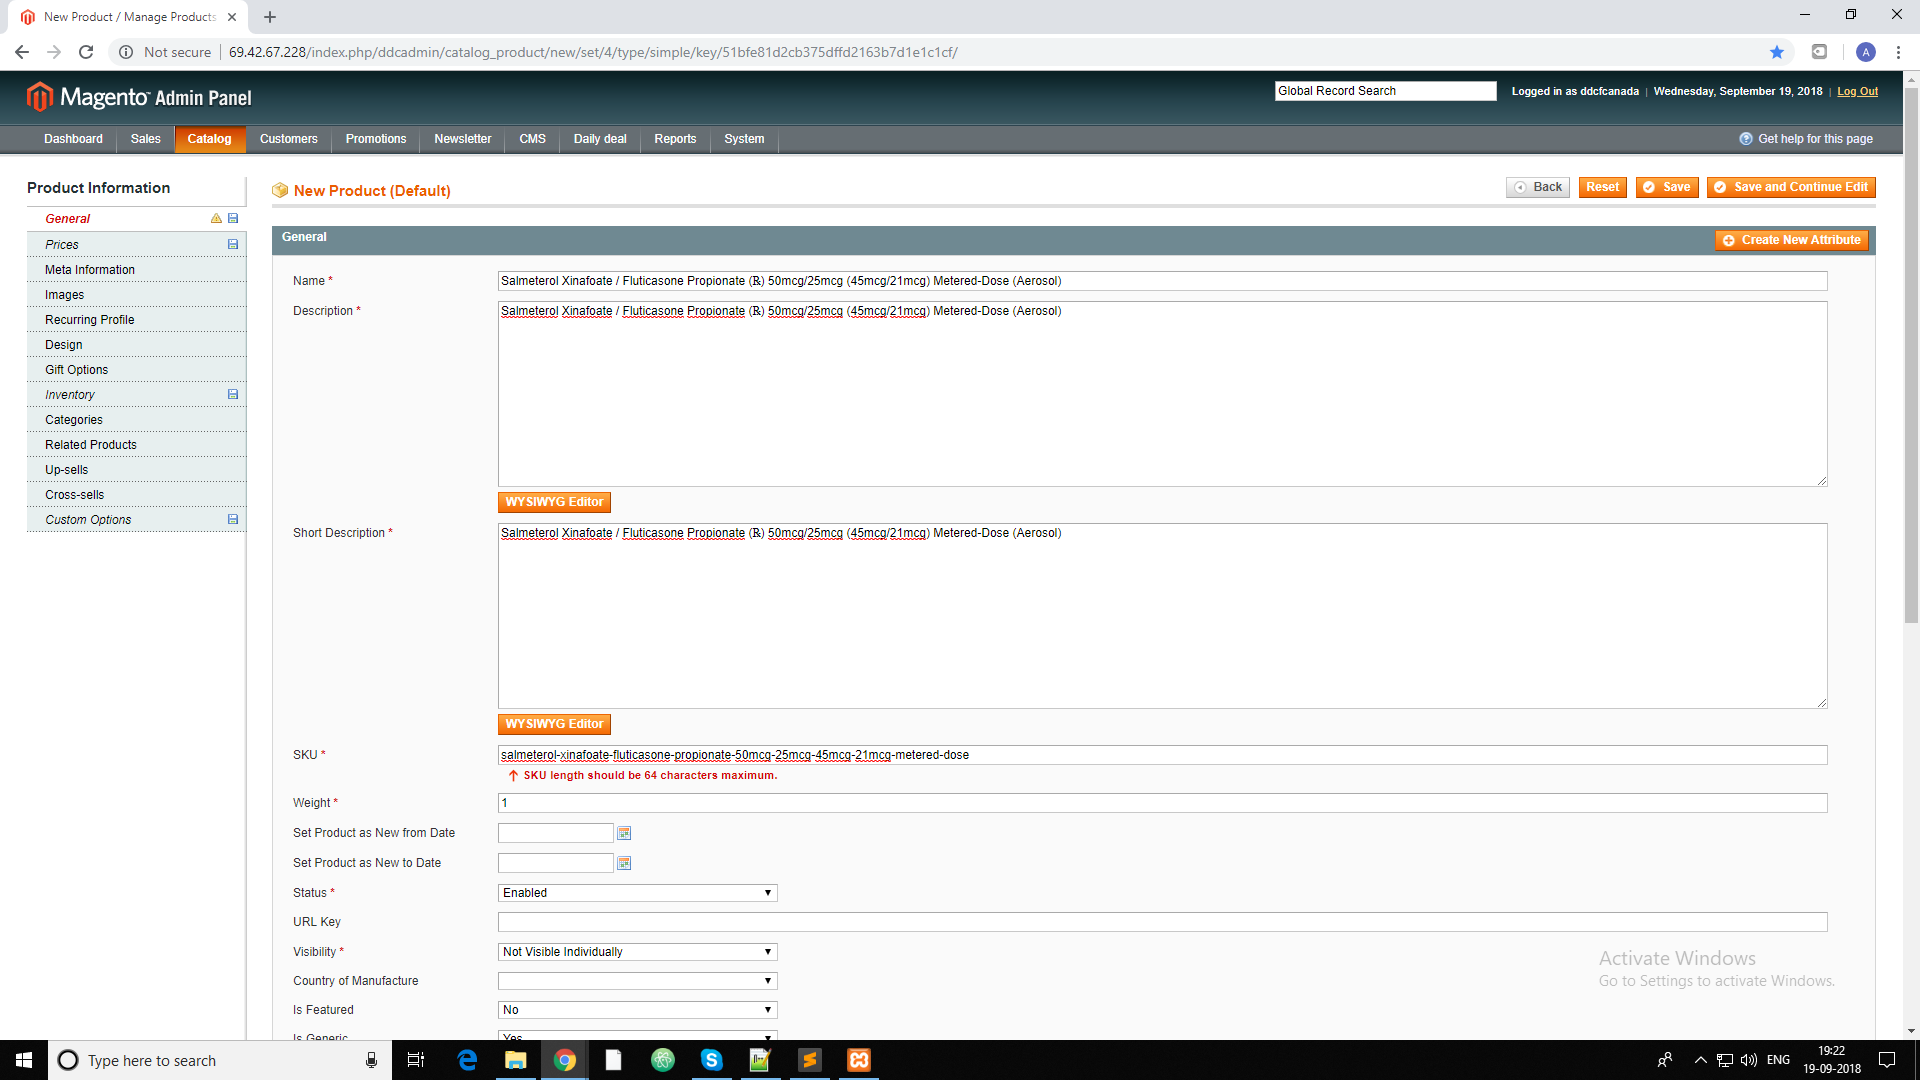 New Product / Manage Products
Not secure
69.42.67.228/index.php/ddcadmin/catalog_product/new/set/4/type/simple/key/51bfe81d2cb375dffd2163b7d1e1c1cf/
A
Magento Admin Panel
Global Record Search
Logged in as ddcfcanada | Wednesday, September 19, 2018 | Log Out
Dashboard Sales Catalog Customers Promotions Newsletter CMS Daily deal Reports System
Get help for this page
Product Information
General
Prices
Meta Information
Images
Recurring Profile
Design
Gift Options
Inventory
Categories
Related Products
Up-sells
Cross-sells
Custom Options
New Product (Default)
Back Reset Save Save and Continue Edit
General
Create New Attribute
Name * Salmeterol Xinafoate / Fluticasone Propionate (℞) 50mcg/25mcg (45mcg/21mcg) Metered-Dose (Aerosol)
Description * Salmeterol Xinafoate / Fluticasone Propionate (℞) 50mcg/25mcg (45mcg/21mcg) Metered-Dose (Aerosol)
WYSIWYG Editor
Short Description * Salmeterol Xinafoate / Fluticasone Propionate (℞) 50mcg/25mcg (45mcg/21mcg) Metered-Dose (Aerosol)
WYSIWYG Editor
SKU * salmeterol-xinafoate-fluticasone-propionate-50mcg-25mcg-45mcg-21mcg-metered-dose
SKU length should be 64 characters maximum.
Weight * 1
Set Product as New from Date
Set Product as New to Date
Status * Enabled
URL Key
Visibility * Not Visible Individually
Country of Manufacture
Is Featured No
Is Generic Yes
Activate Windows
Go to Settings to activate Windows.
Type here to search
ENG
19:22
19-09-2018